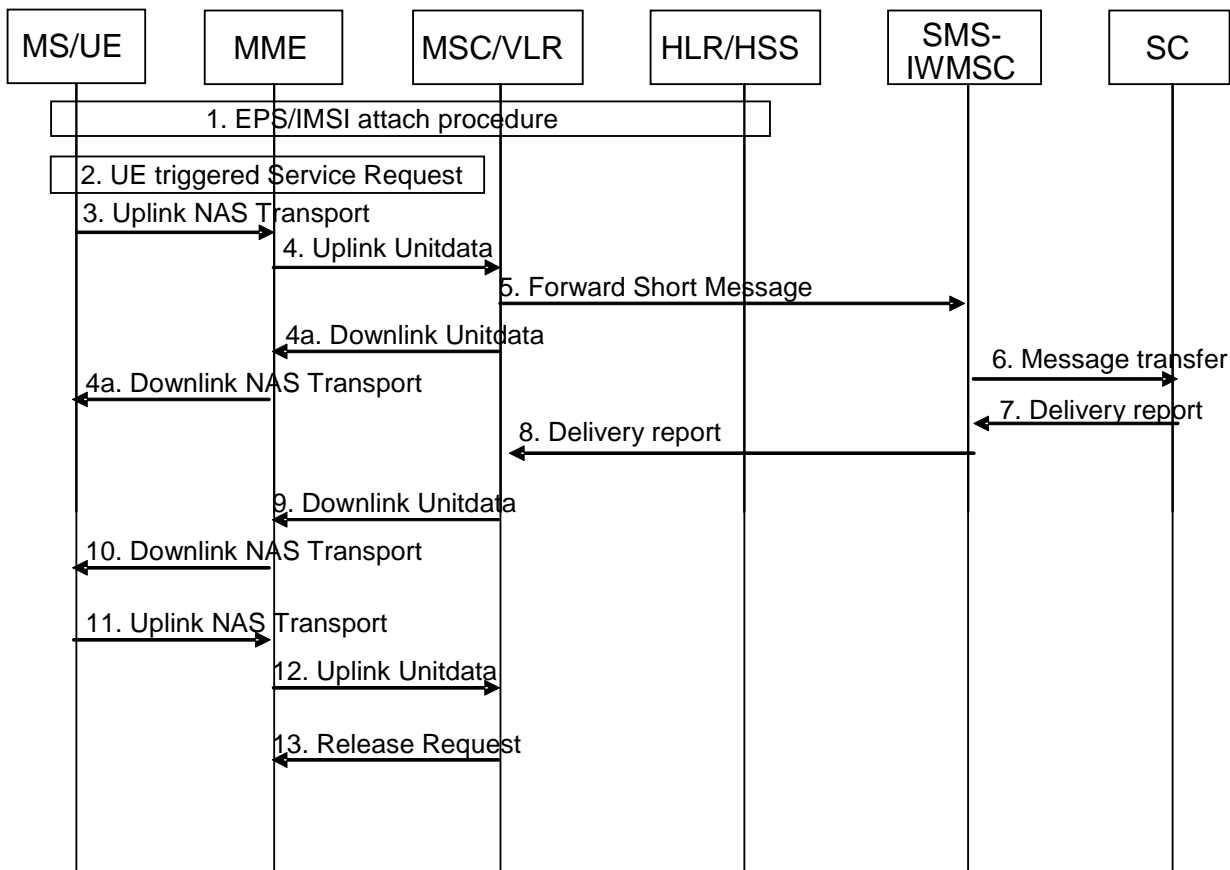 MS/UE
MME
MSC/VLR
HLR/HSS
SMS-
IWMSC
SC
1. EPS/IMSI attach procedure
2. UE triggered Service Request
3. Uplink NAS Transport
4. Uplink Unitdata
5. Forward Short Message
4a. Downlink Unitdata
6. Message transfer
4a. Downlink NAS Transport
7. Delivery report
8. Delivery report
9. Downlink Unitdata
10. Downlink NAS Transport
11. Uplink NAS Transport
12. Uplink Unitdata
13. Release Request